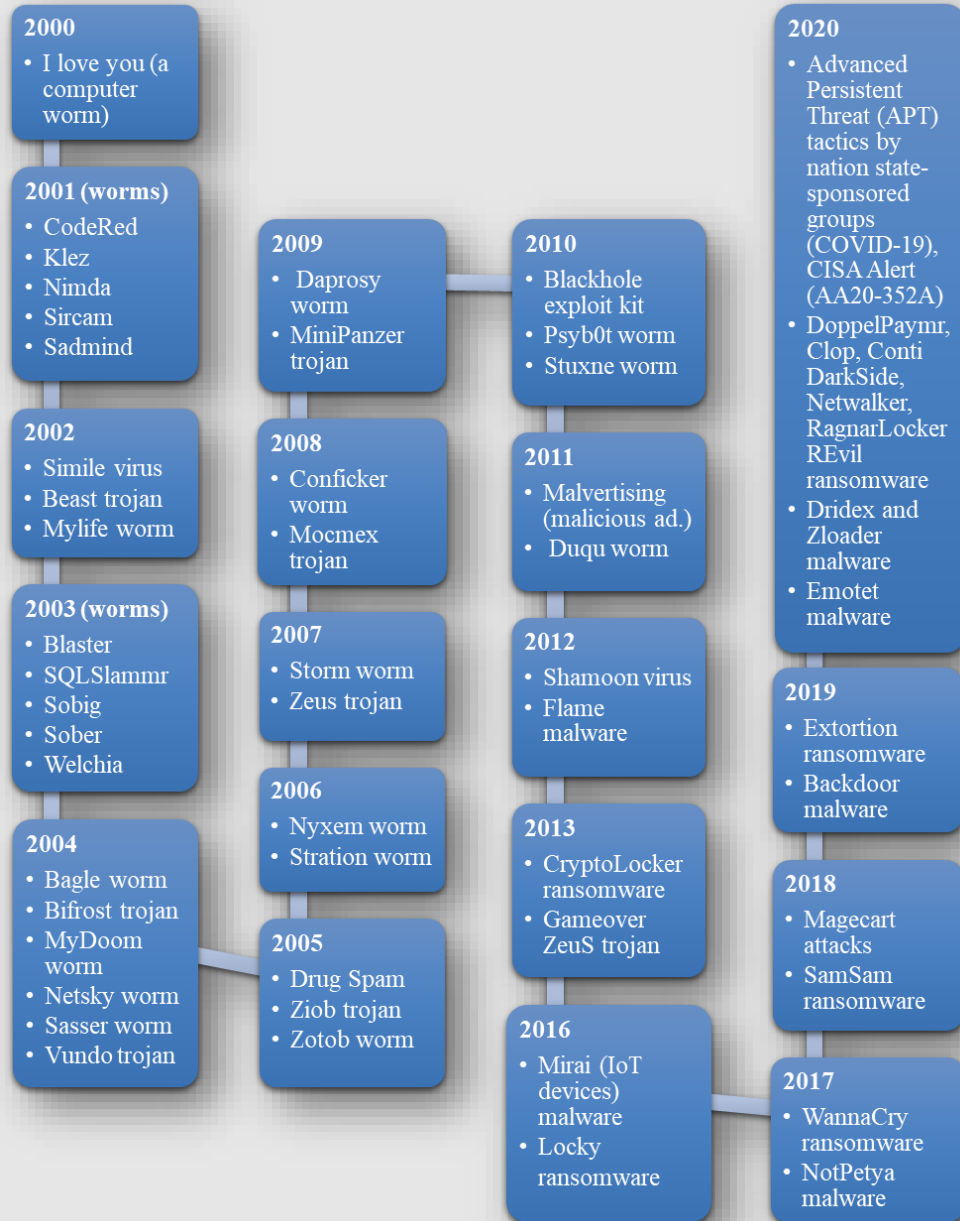 2000
• I love you (a
computer
worm)
2001 (worms)
• CodeRed
• Klez
• Nimda
• Sircam
• Sadmind
2002
• Simile virus
• Beast trojan
• Mylife worm
2003 (worms)
• Blaster
• SQLSlammr
• Sobig
• Sober
• Welchia
2004
• Bagle worm
• Bifrost trojan
• MyDoom
worm
• Netsky worm
• Sasser worm
• Vundo trojan
2005
• Drug Spam
• Ziob trojan
• Zotob worm
2006
• Nyxem worm
• Stration worm
2007
• Storm worm
• Zeus trojan
2008
• Conficker
worm
• Mocmex
trojan
2009
• Daprosy
worm
• MiniPanzer
trojan
2010
• Blackhole
exploit kit
• Psyb0t worm
• Stuxne worm
2011
• Malvertising
(malicious ad.)
• Duqu worm
2012
• Shamoon virus
• Flame
malware
2013
• CryptoLocker
ransomware
• Gameover
ZeuS trojan
2016
• Mirai (IoT
devices)
malware
• Locky
ransomware
2017
• WannaCry
ransomware
• NotPetya
malware
2018
• Magecart
attacks
• SamSam
ransomware
2019
• Extortion
ransomware
• Backdoor
malware
2020
• Advanced
Persistent
Threat (APT)
tactics by
nation state-
sponsored
groups
(COVID-19),
CISA Alert
(AA20-352A)
• DoppelPaymr,
Clop, Conti
DarkSide,
Netwalker,
RagnarLocker
REvil
ransomware
• Dridex and
Zloader
malware
• Emotet
malware